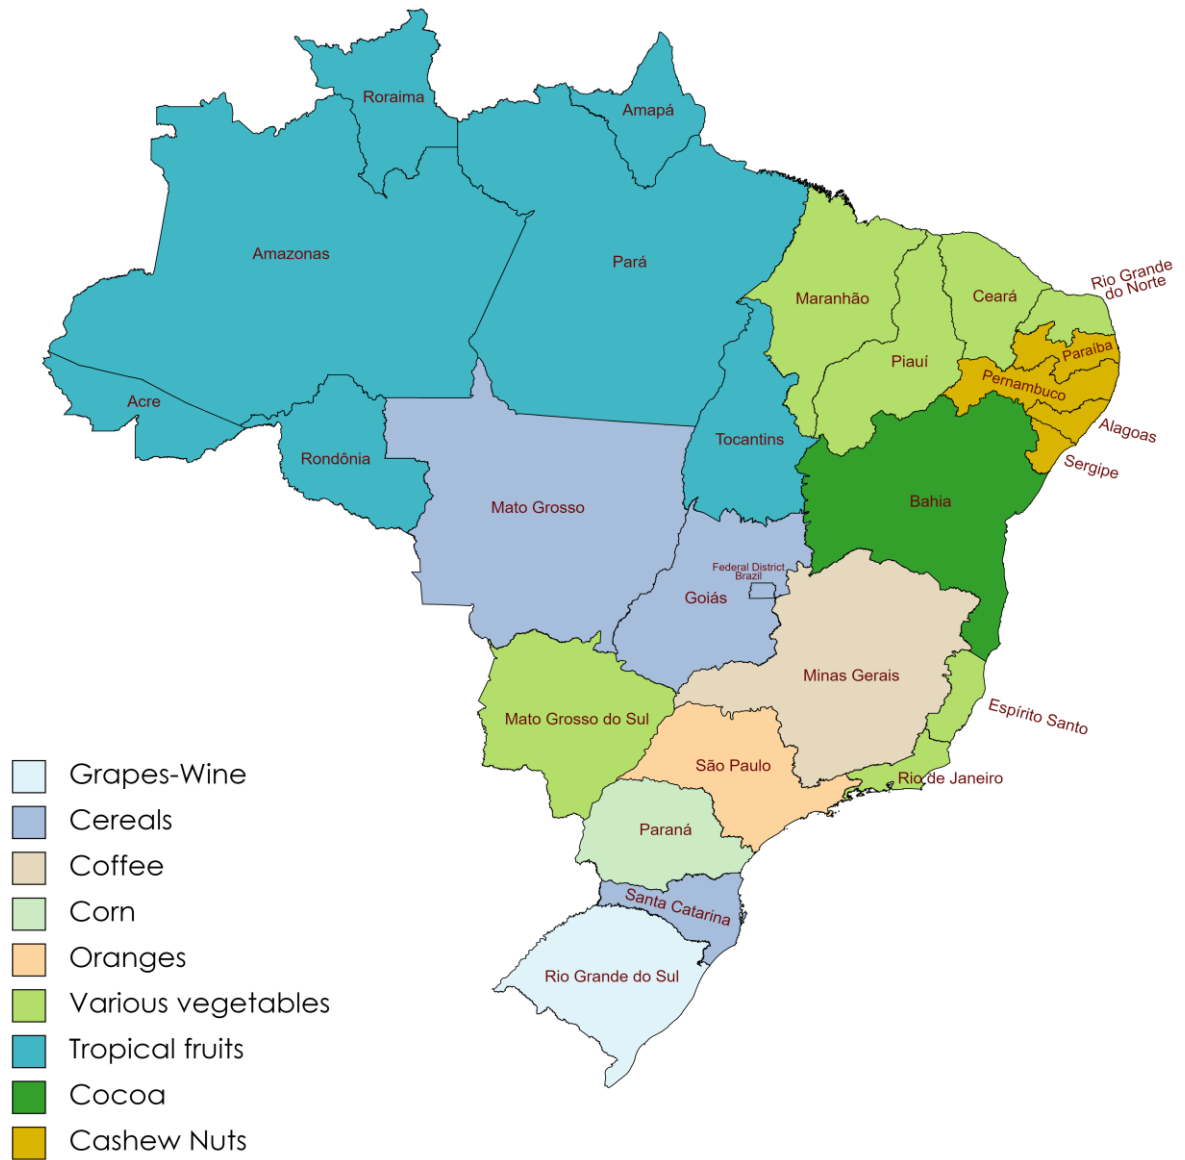 Roraima
Amapá
Amazonas
Pará
Rio Grande
do Norte
Maranhão
Ceará
Paraíba
Piauí
Pernambuco
Acre
Alagoas
Tocantins
Rondônia
Sergipe
Bahia
Mato Grosso
Federal District
Brazil
Goiás
Minas Gerais
Espírito Santo
Mato Grosso do Sul
São Paulo
Rio de Janeiro
Paraná
Santa Catarina
Rio Grande do Sul
Grapes-Wine
Cereals
Coffee
Corn
Oranges
Various vegetables
Tropical fruits
Cocoa
Cashew Nuts